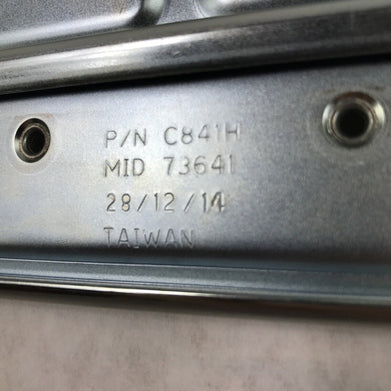 P/N C841H
MID 73641
28/12/14
TAIWAN